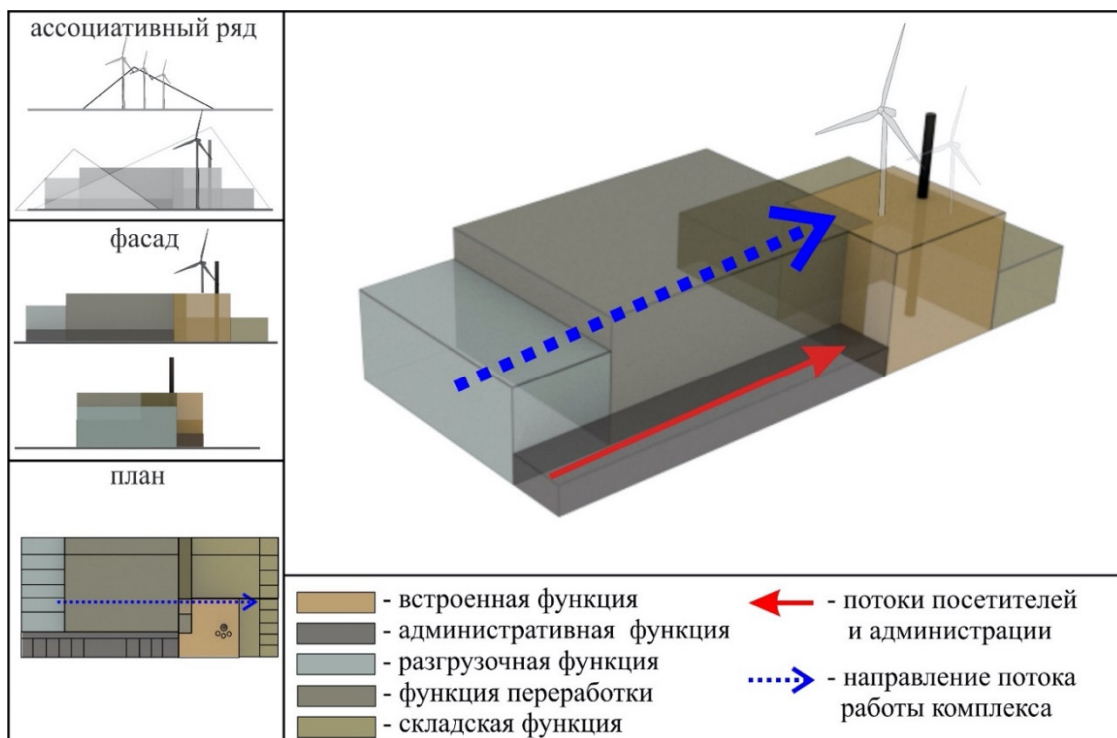 ассоциативный ряд
фасад
план
- встроенная функция
- административная функция
- разгрузочная функция
- функция переработки
- складская функция
- потоки посетителей
и администрации
- направление потока
работы комплекса